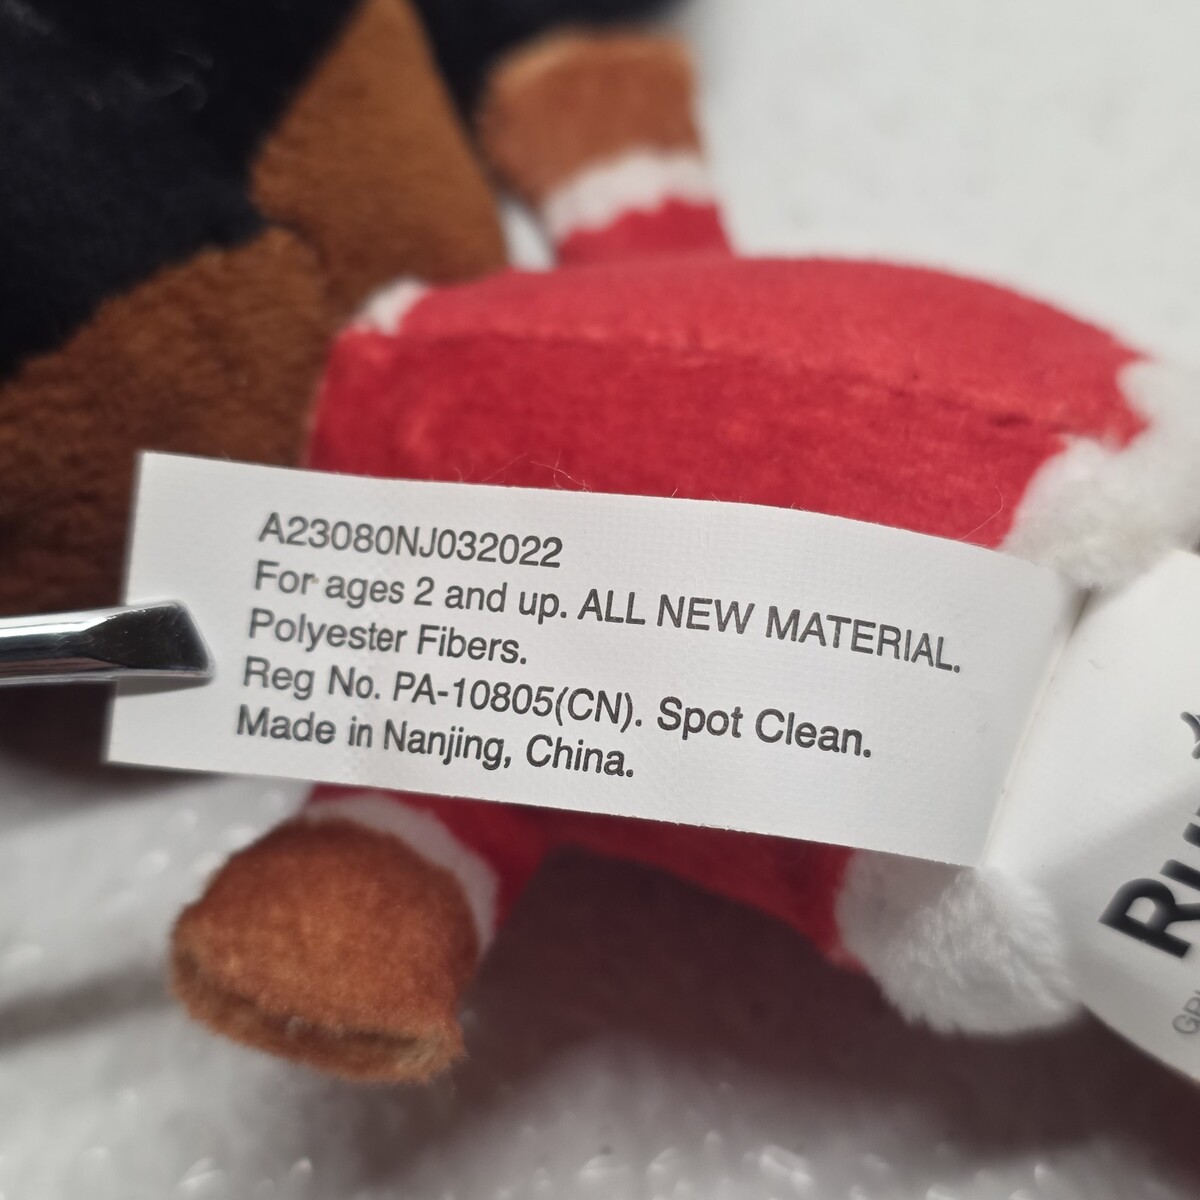 A23080NJ032022
For ages 2 and up. ALL NEW MATERIAL.
Polyester Fibers.
Reg No. PA-10805(CN). Spot Clean.
Made in Nanjing, China.